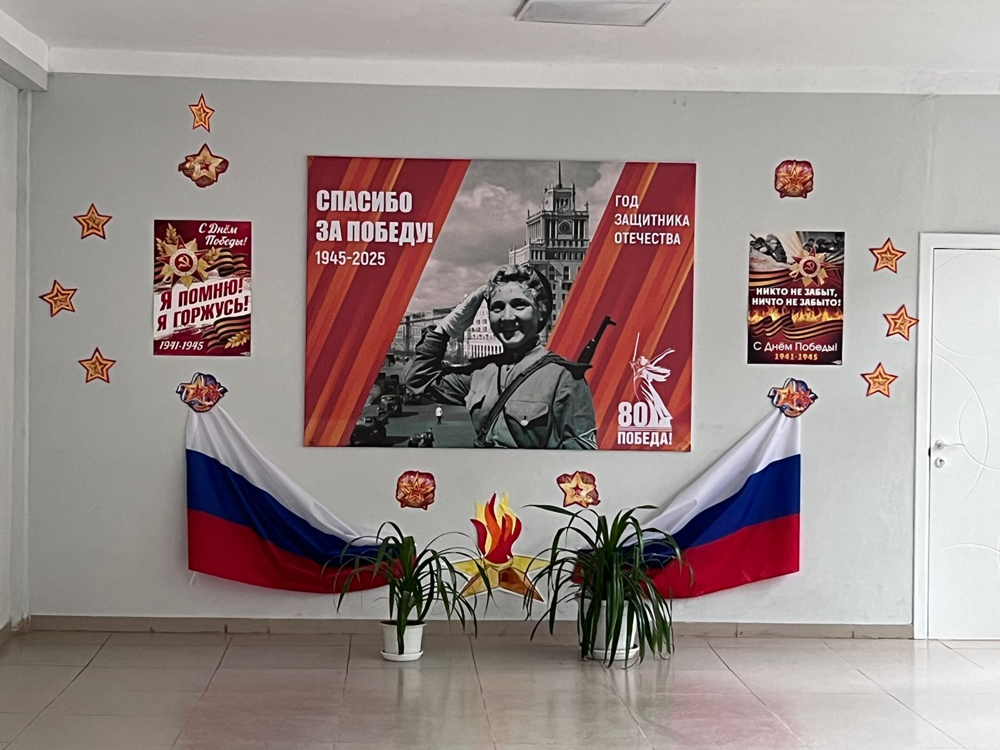 С Днём
Победы!
Я ПОМНЮ!
Я ГОРЖУСЬ!
1941-1945
СПАСИБО
ЗА ПОБЕДУ!
1945-2025
ГОД
ЗАЩИТНИКА
ОТЕЧЕСТВА
80
ПОБЕДА!
НИКТО НЕ ЗАБЫТ,
НИЧТО НЕ ЗАБЫТО!
С Днём Победы!
1941-1945